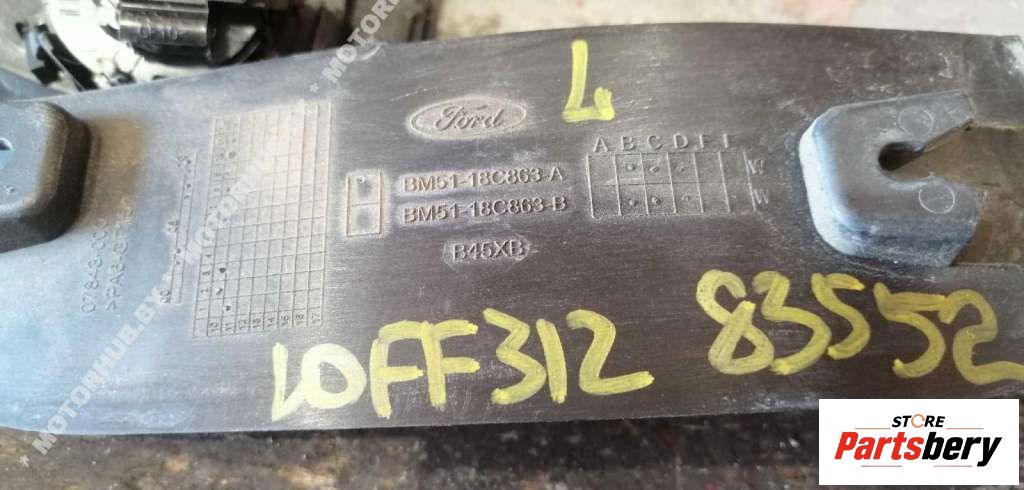 L
Ford
A B C D E F
BM51-18C863-A
BM51-18C863-B
W
W
B45XB
10FF312
83552
* MOTORHUB.BY *
STORE
Partsbery